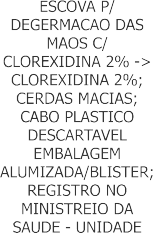 ESCOVA P/
DEGERMACAO DAS
MAOS C/
CLOREXIDINA 2% ->
CLOREXIDINA 2%;
CERDAS MACIAS;
CABO PLASTICO
DESCARTAVEL
EMBALAGEM
ALUMIZADA/BLISTER;
REGISTRO NO
MINISTREIO DA
SAUDE - UNIDADE